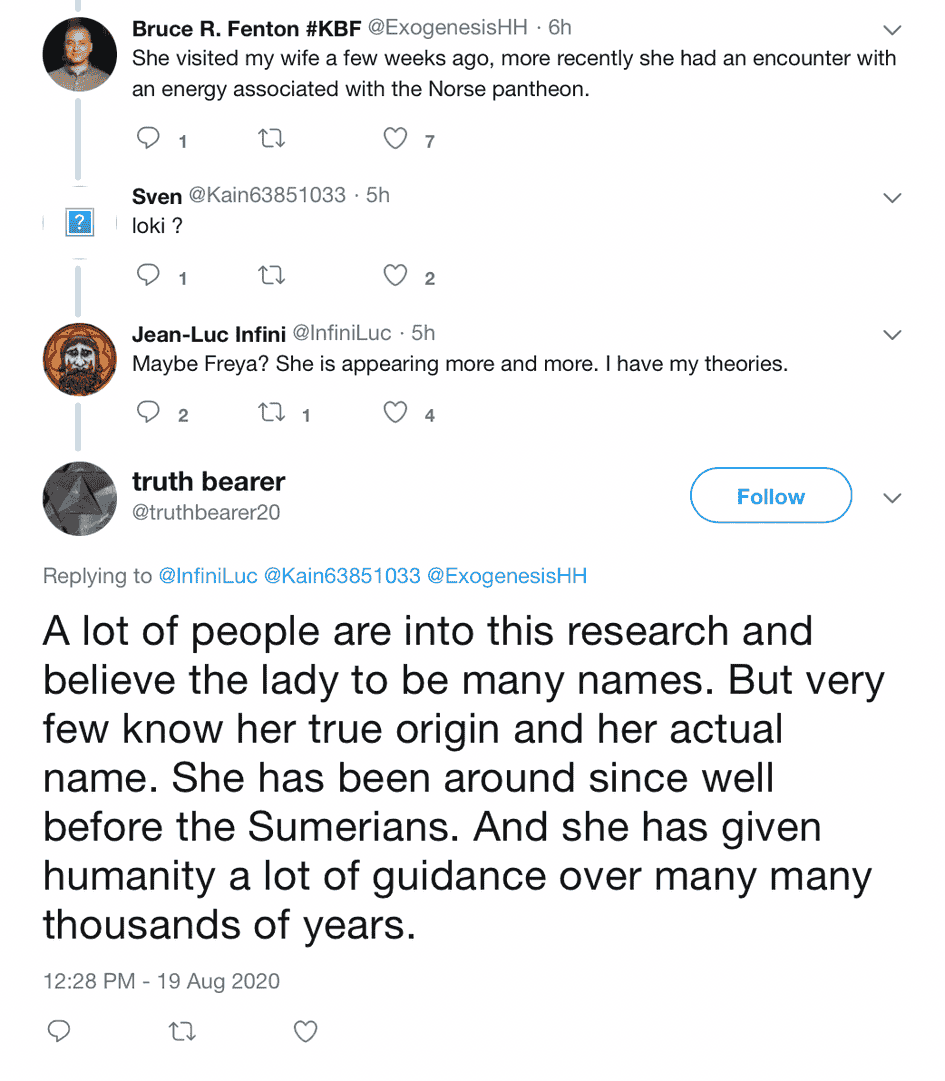 Bruce R. Fenton #KBF @ExogenesisHH · 6h
She visited my wife a few weeks ago, more recently she had an encounter with
an energy associated with the Norse pantheon.
1 7
Sven @Kain63851033 · 5h
loki ?
1 2
Jean-Luc Infini @InfiniLuc · 5h
Maybe Freya? She is appearing more and more. I have my theories.
2 1 4
truth bearer
@truthbearer20
Follow
Replying to @InfiniLuc @Kain63851033 @ExogenesisHH
A lot of people are into this research and
believe the lady to be many names. But very
few know her true origin and her actual
name. She has been around since well
before the Sumerians. And she has given
humanity a lot of guidance over many many
thousands of years.
12:28 PM - 19 Aug 2020